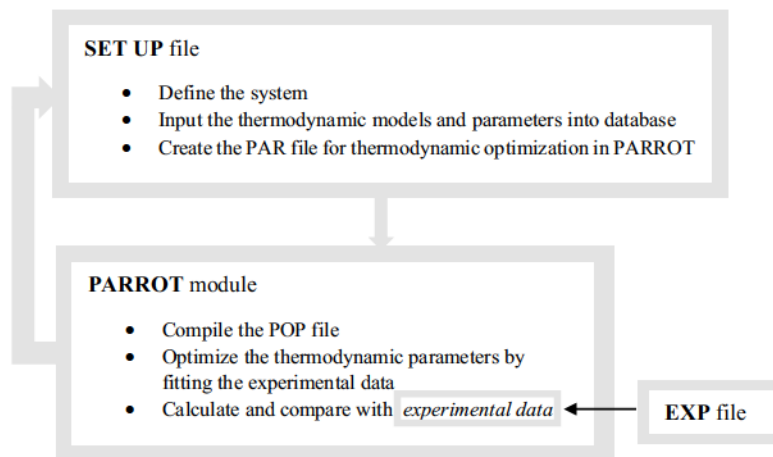 SET UP file
• Define the system
• Input the thermodynamic models and parameters into database
• Create the PAR file for thermodynamic optimization in PARROT
PARROT module
• Compile the POP file
• Optimize the thermodynamic parameters by
fitting the experimental data
• Calculate and compare with experimental data
EXP file